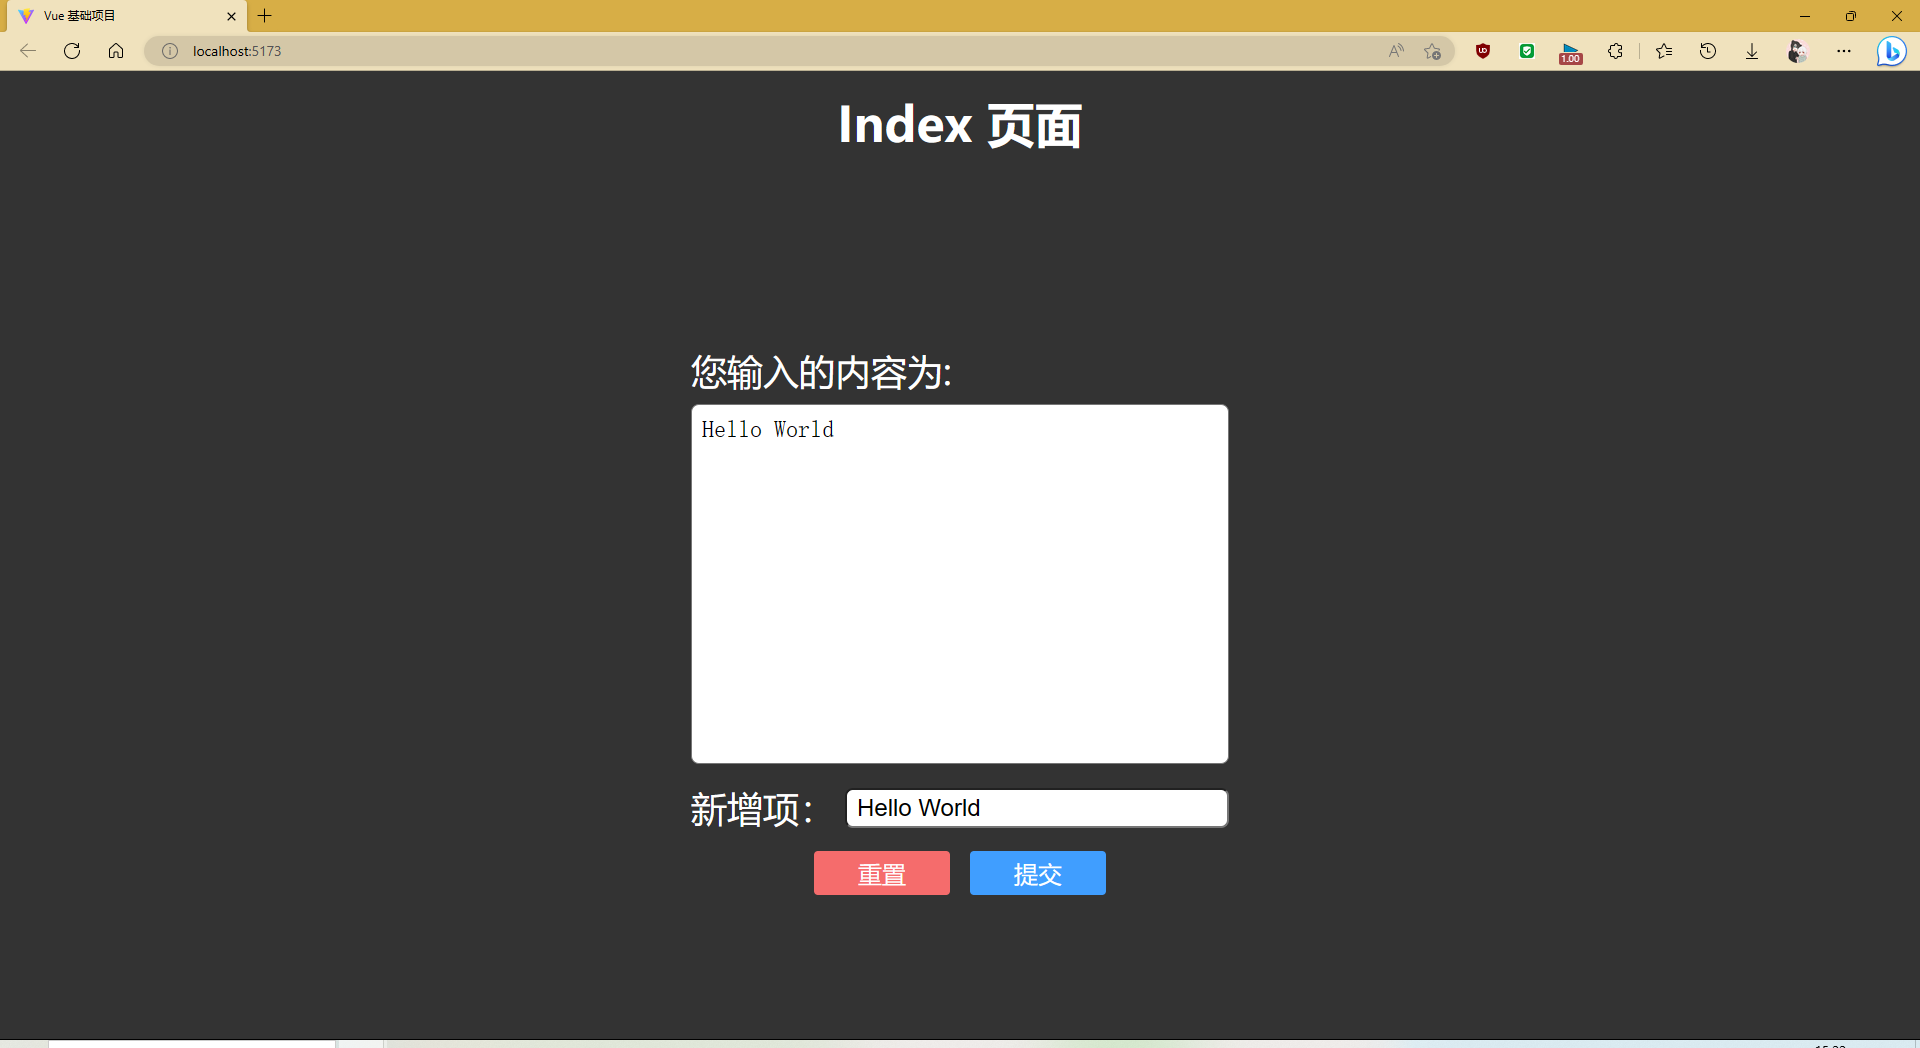 Vue 基础项目
localhost:5173
1.00
Index 页面
您输入的内容为:
Hello World
新增项：
Hello World
重置
提交